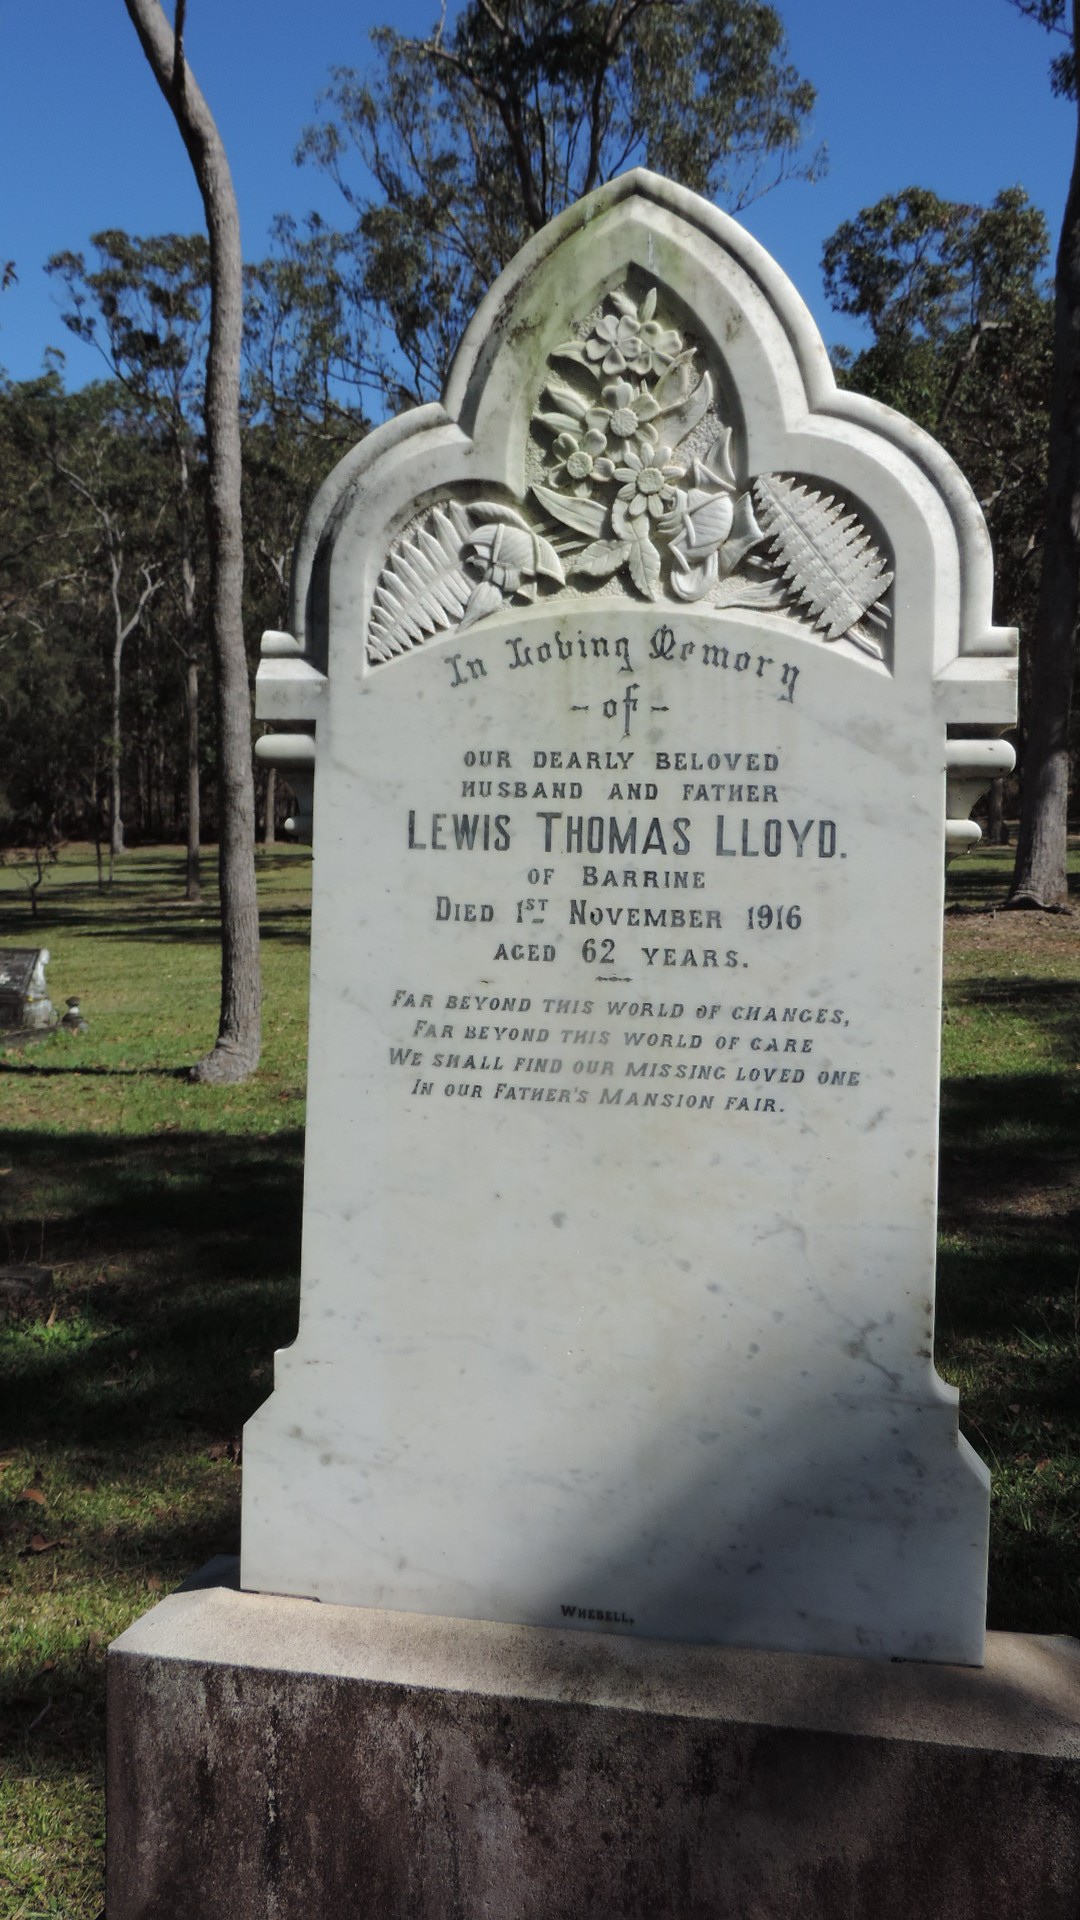 In Loving Memory
- of -
OUR DEARLY BELOVED
HUSBAND AND FATHER
LEWIS THOMAS LLOYD.
OF BARRINE
DIED 1ST NOVEMBER 1916
AGED 62 YEARS.
FAR BEYOND THIS WORLD OF CHANGES,
FAR BEYOND THIS WORLD OF CARE
WE SHALL FIND OUR MISSING LOVED ONE
IN OUR FATHER'S MANSION FAIR.
WHEBELL.